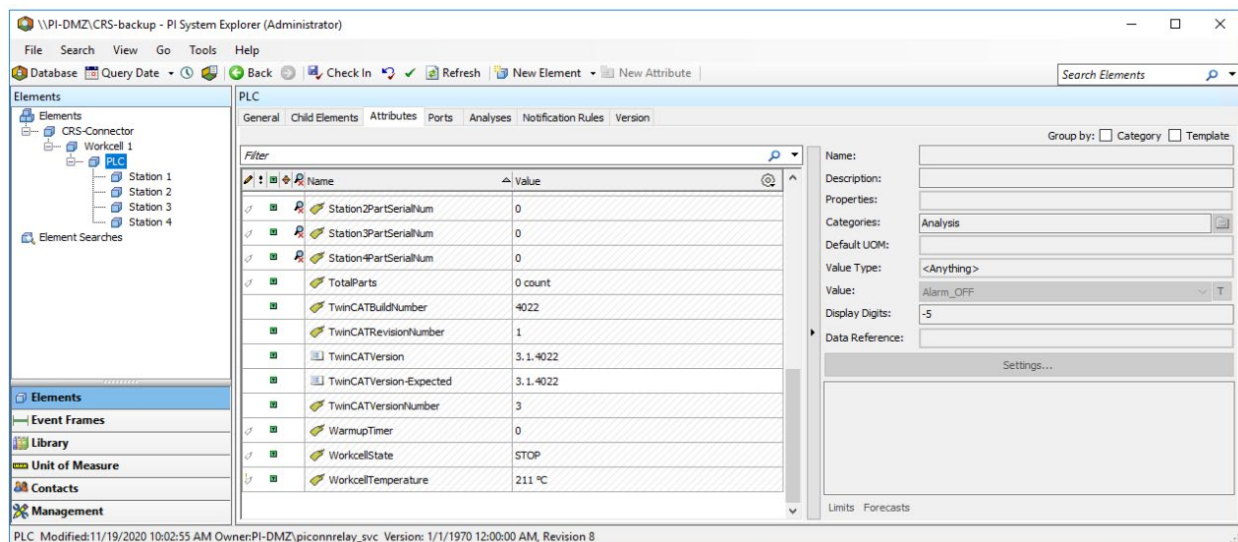 \\PI-DMZ\CRS-backup - PI System Explorer (Administrator)
File Search View Go Tools Help
Database Query Date Back Check In Refresh New Element New Attribute Search Elements
Elements
Elements
CRS-Connector
Workcell 1
PLC
Station 1
Station 2
Station 3
Station 4
Element Searches
Elements
Event Frames
Library
Unit of Measure
Contacts
Management
PLC
General Child Elements Attributes Ports Analyses Notification Rules Version
Group by: Category Template
Filter
Name Value
Station2PartSerialNum 0
Station3PartSerialNum 0
Station4PartSerialNum 0
TotalParts 0 count
TwinCATBuildNumber 4022
TwinCATRevisionNumber 1
TwinCATVersion 3.1.4022
TwinCATVersion-Expected 3.1.4022
TwinCATVersionNumber 3
WarmupTimer 0
WorkcellState STOP
WorkcellTemperature 211 °C
Name:
Description:
Properties:
Categories: Analysis
Default UOM:
Value Type: <Anything>
Value: Alarm_OFF T
Display Digits: -5
Data Reference:
Settings...
Limits Forecasts
PLC Modified:11/19/2020 10:02:55 AM Owner:PI-DMZ\piconnrelay_svc Version: 1/1/1970 12:00:00 AM, Revision 8